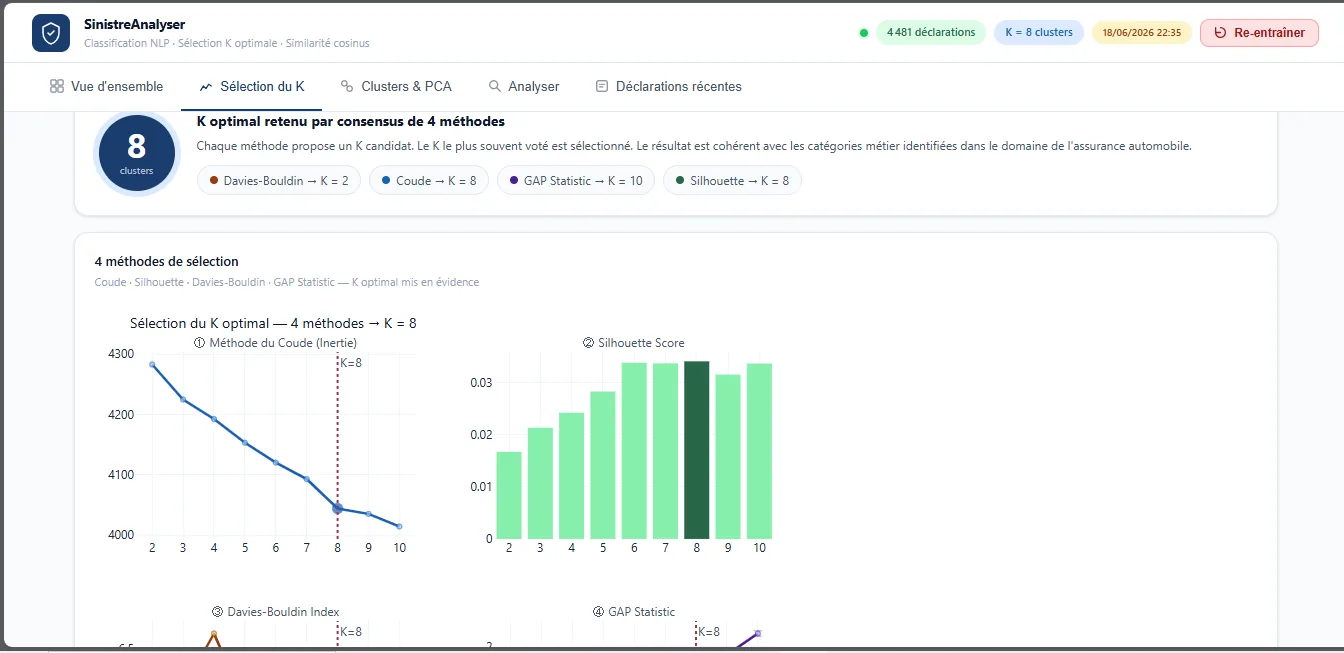 SinistreAnalyser
Classification NLP · Sélection K optimale · Similarité cosinus
4 481 déclarations
K = 8 clusters
18/06/2026 22:35
Re-entraîner
Vue d'ensemble
Sélection du K
Clusters & PCA
Analyser
Déclarations récentes
8
clusters
K optimal retenu par consensus de 4 méthodes
Chaque méthode propose un K candidat. Le K le plus souvent voté est sélectionné. Le résultat est cohérent avec les catégories métier identifiées dans le domaine de l'assurance automobile.
Davies-Bouldin → K = 2
Coude → K = 8
GAP Statistic → K = 10
Silhouette → K = 8
4 méthodes de sélection
Coude · Silhouette · Davies-Bouldin · GAP Statistic — K optimal mis en évidence
Sélection du K optimal — 4 méthodes → K = 8
① Méthode du Coude (Inertie)
K=8
4300
4200
4100
4000
2 3 4 5 6 7 8 9 10
② Silhouette Score
0.03
0.02
0.01
0
2 3 4 5 6 7 8 9 10
③ Davies-Bouldin Index
K=8
④ GAP Statistic
K=8